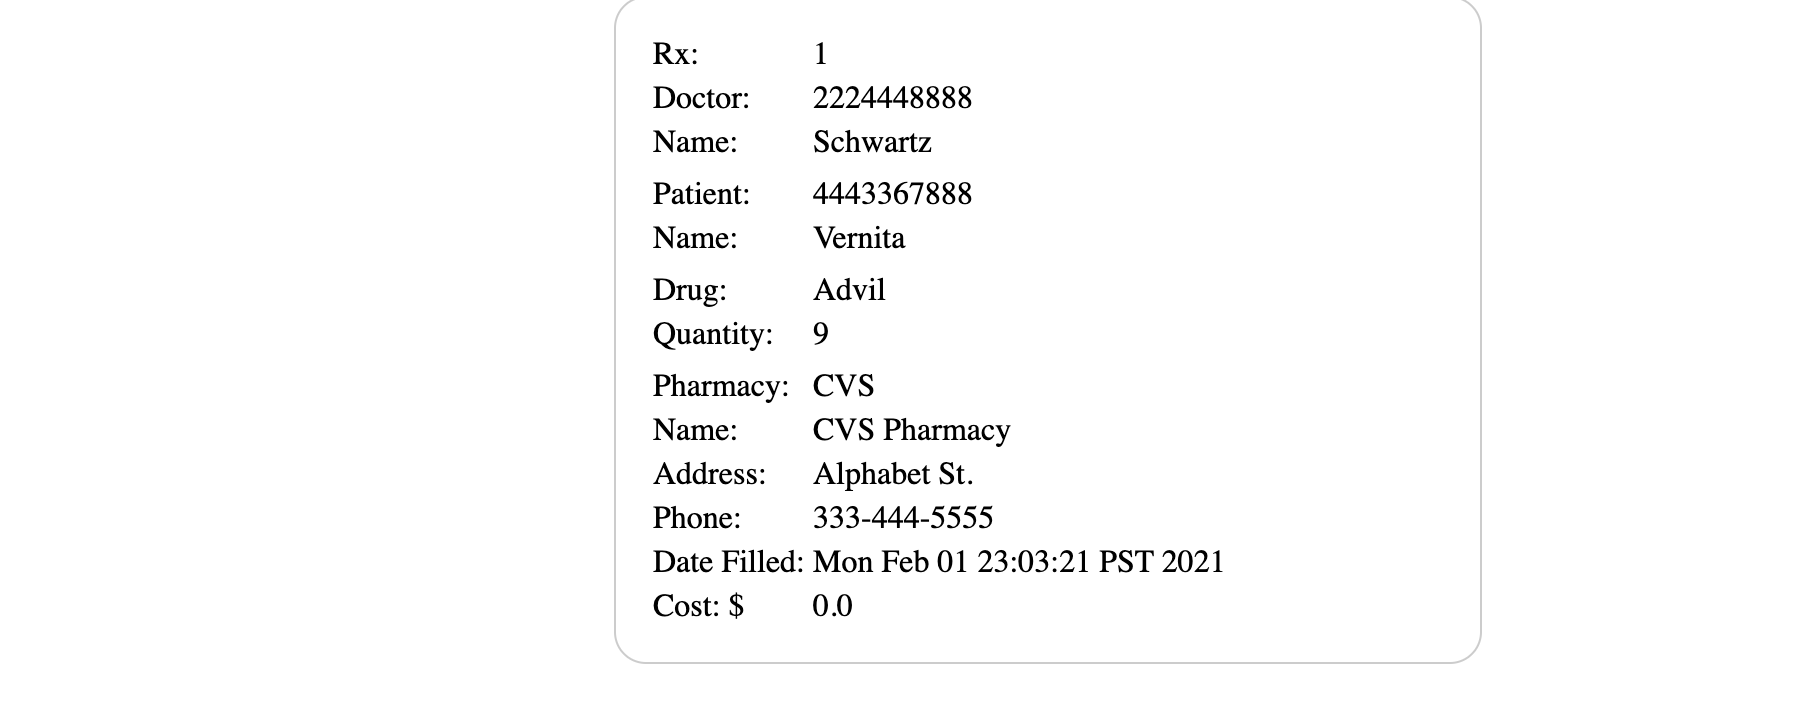 Rx: 1
Doctor: 2224448888
Name: Schwartz
Patient: 4443367888
Name: Vernita
Drug: Advil
Quantity: 9
Pharmacy: CVS
Name: CVS Pharmacy
Address: Alphabet St.
Phone: 333-444-5555
Date Filled: Mon Feb 01 23:03:21 PST 2021
Cost: $ 0.0